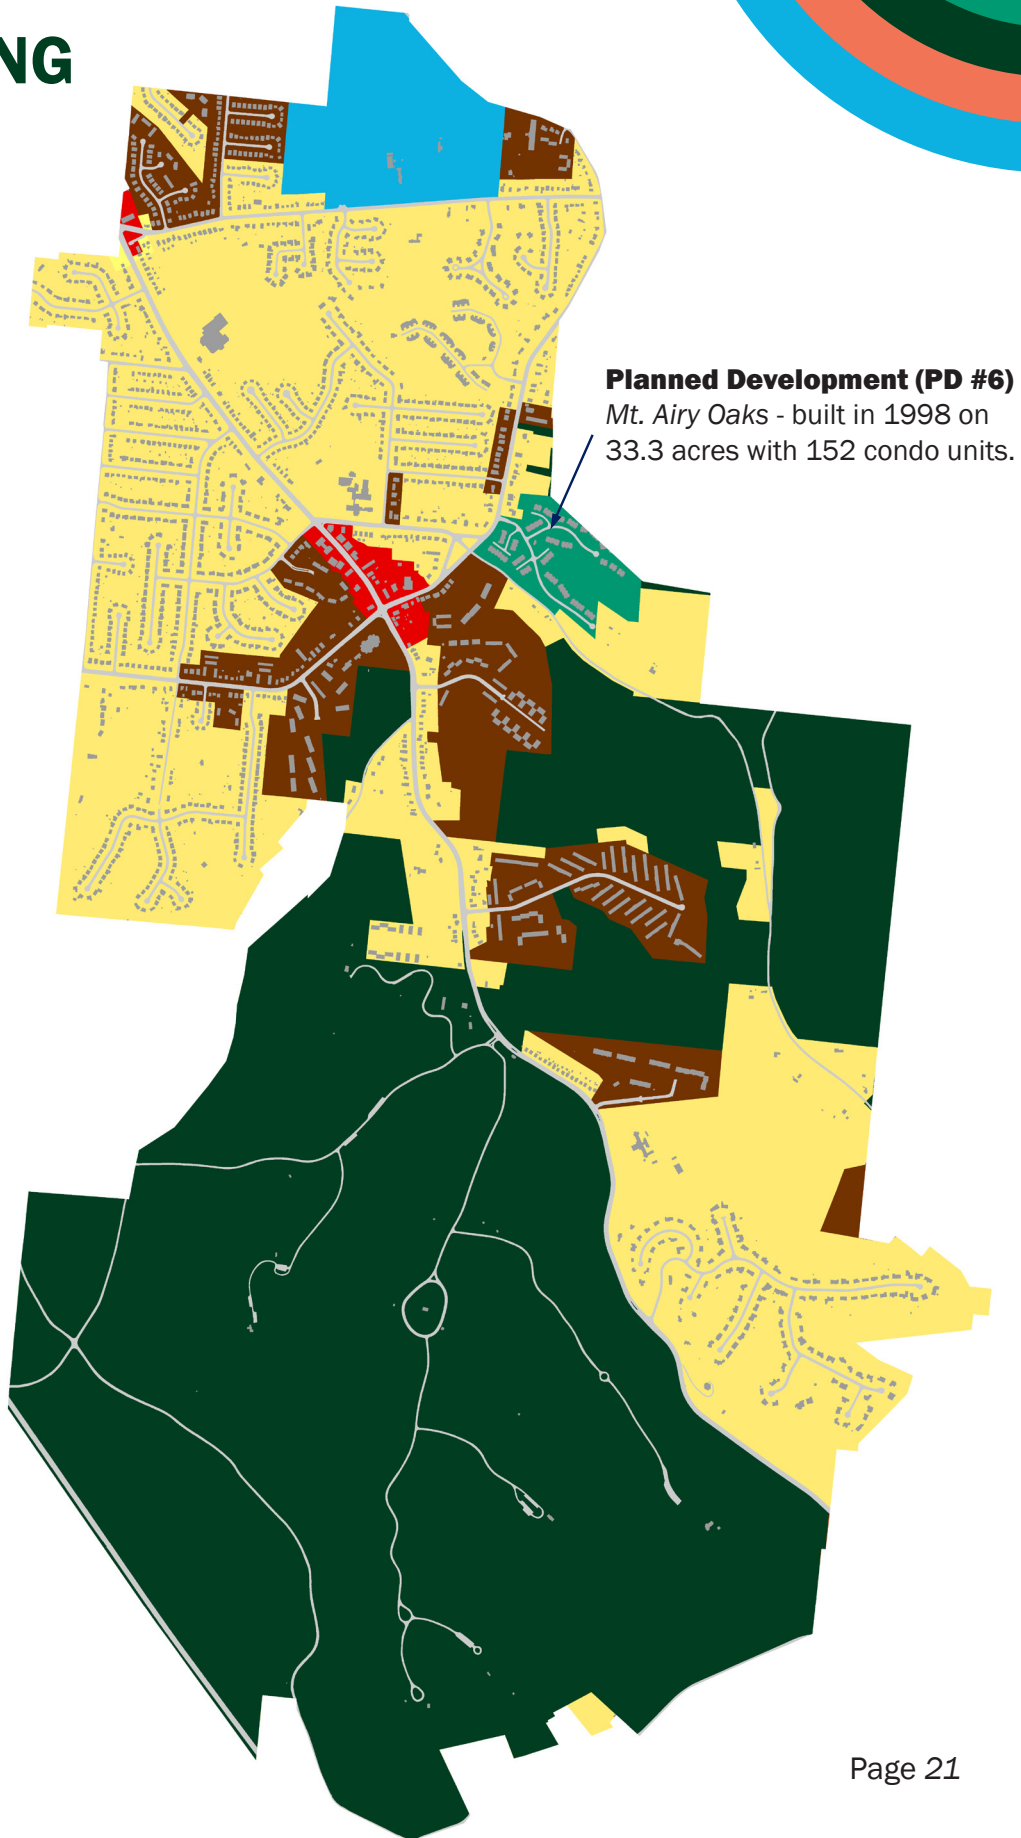 NG
Planned Development (PD #6)
Mt. Airy Oaks - built in 1998 on
33.3 acres with 152 condo units.
Page 21